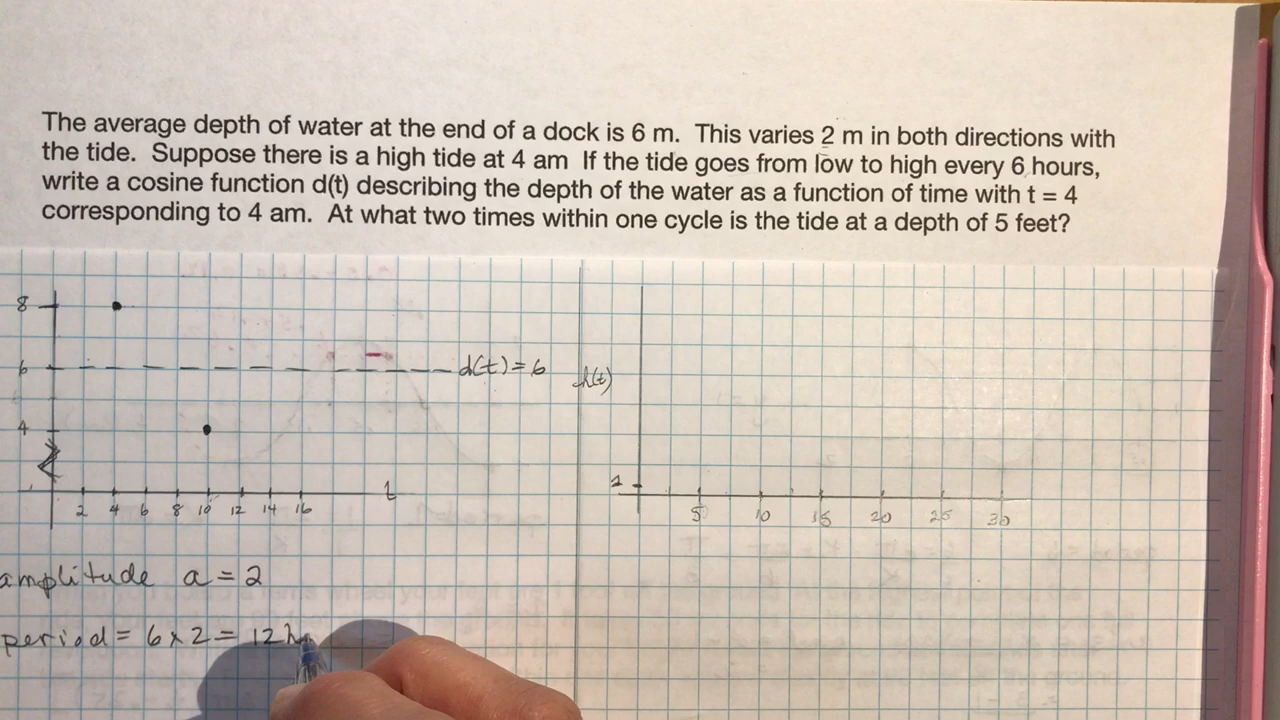 The average depth of water at the end of a dock is 6 m. This varies 2 m in both directions with
the tide. Suppose there is a high tide at 4 am If the tide goes from low to high every 6 hours,
write a cosine function d(t) describing the depth of the water as a function of time with t = 4
corresponding to 4 am. At what two times within one cycle is the tide at a depth of 5 feet?
8
6 d(t) = 6
4
t
2 4 6 8 10 12 14 16
h(t)
5 10 15 20 25 30
amplitude a = 2
period = 6 x 2 = 12 h